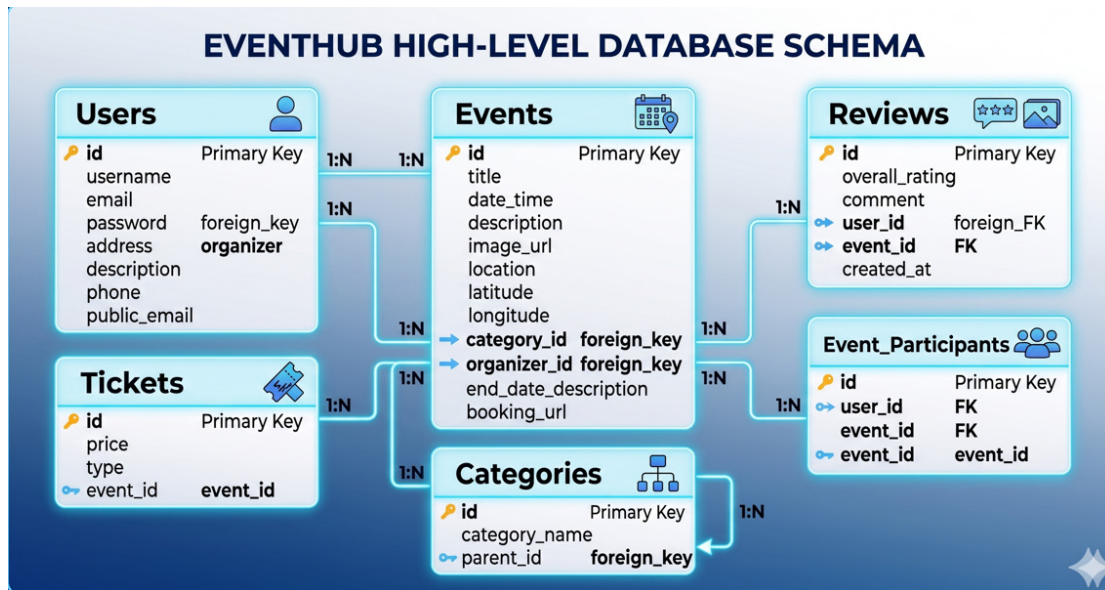 EVENTHUB HIGH-LEVEL DATABASE SCHEMA
Users
id Primary Key
username
email
password foreign_key
address organizer
description
phone
public_email
1:N 1:N
1:N
1:N
Tickets
id Primary Key
price
type
event_id event_id
1:N
1:N
1:N
Events
id Primary Key
title
date_time
description
image_url
location
latitude
longitude
category_id foreign_key
organizer_id foreign_key
end_date_description
booking_url
1:N
1:N
Categories
id Primary Key
category_name
parent_id foreign_key
1:N
Reviews
id Primary Key
overall_rating
comment
user_id foreign_FK
event_id FK
created_at
1:N
Event_Participants
id Primary Key
user_id FK
event_id FK
event_id event_id
1:N